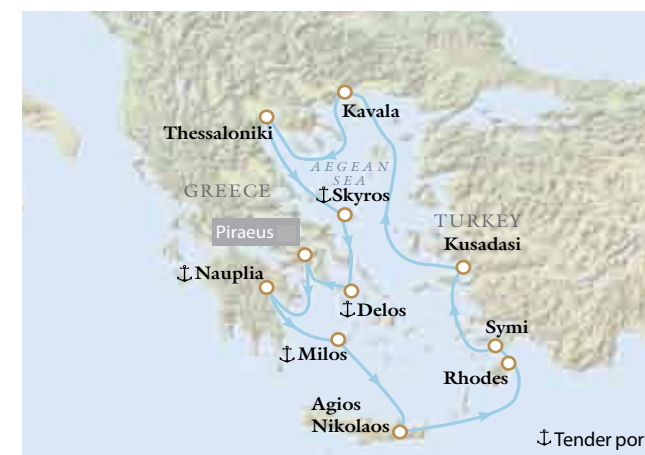 Kavala
Thessaloniki
AEGEAN
SEA
GREECE
⚓Skyros
TURKEY
Piraeus
Kusadasi
⚓Nauplia
⚓Delos
Symi
⚓Milos
Rhodes
Agios
Nikolaos
⚓Tender por